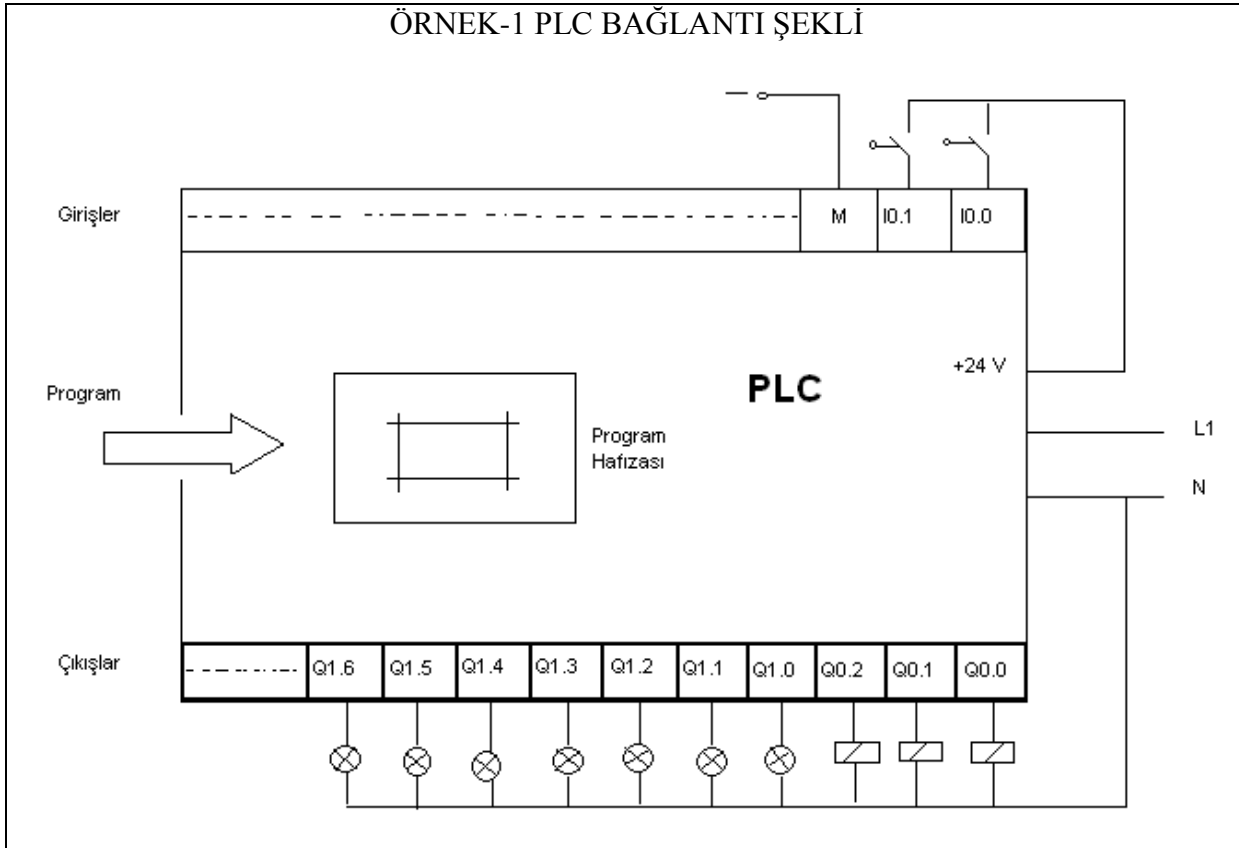 ÖRNEK-1 PLC BAĞLANTI ŞEKLİ
Girişler
M I0.1 I0.0
+24 V
Program
PLC
Program
Hafızası
L1
N
Çıkışlar
Q1.6 Q1.5 Q1.4 Q1.3 Q1.2 Q1.1 Q1.0 Q0.2 Q0.1 Q0.0